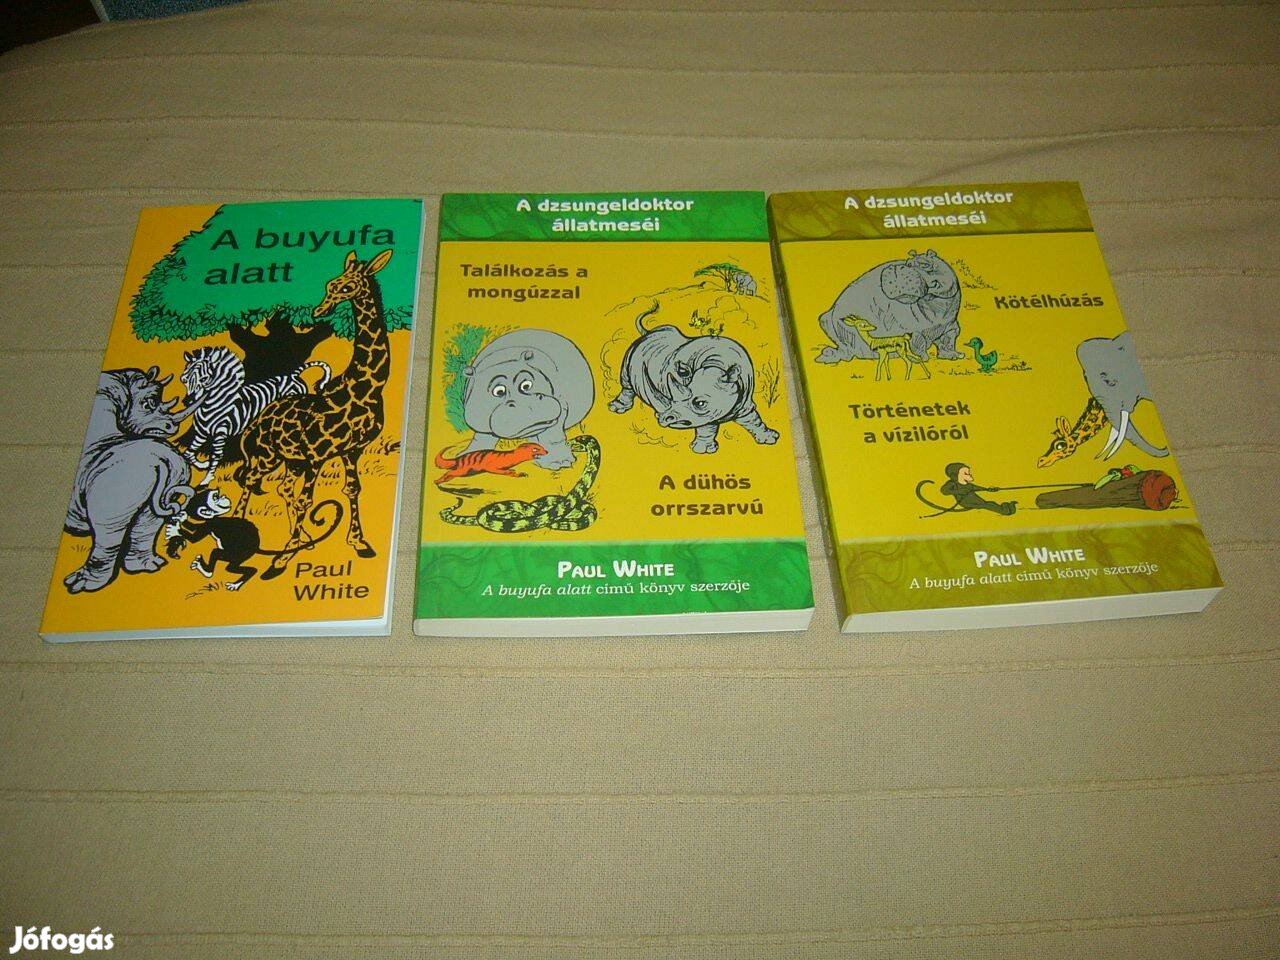 A buyufa
alatt
Paul
White
A dzsungeldoktor
állatmeséi
Találkozás a
mongúzzal
A dühös
orrszarvú
PAUL WHITE
A buyufa alatt című könyv szerzője
A dzsungeldoktor
állatmeséi
Kötélhúzás
Történetek
a vízilóról
PAUL WHITE
A buyufa alatt című könyv szerzője
Jófogás